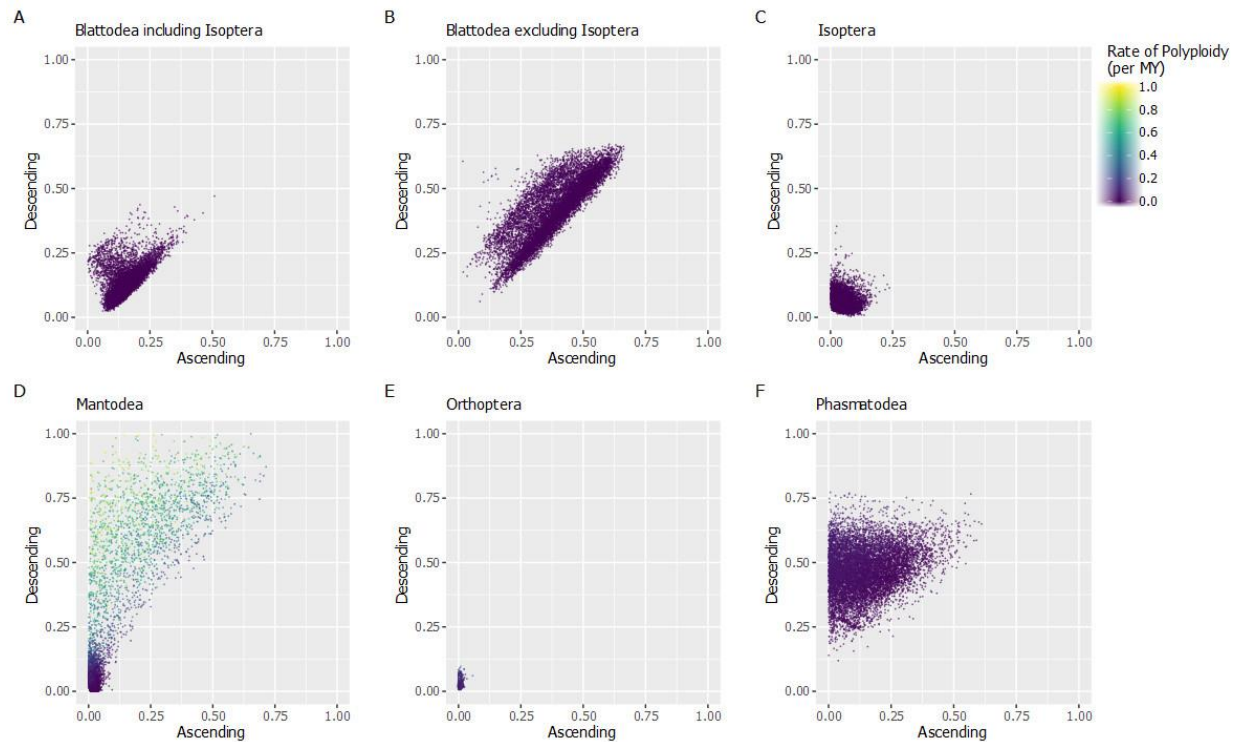 A
Blattodea including Isoptera
1.00
0.75
0.50
0.25
0.00
Descending
0.00 0.25 0.50 0.75 1.00
Ascending
B
Blattodea excluding Isoptera
1.00
0.75
0.50
0.25
0.00
Descending
0.00 0.25 0.50 0.75 1.00
Ascending
C
Isoptera
1.00
0.75
0.50
0.25
0.00
Descending
0.00 0.25 0.50 0.75 1.00
Ascending
Rate of Polyploidy
(per MY)
1.0
0.8
0.6
0.4
0.2
0.0
D
Mantodea
1.00
0.75
0.50
0.25
0.00
Descending
0.00 0.25 0.50 0.75 1.00
Ascending
E
Orthoptera
1.00
0.75
0.50
0.25
0.00
Descending
0.00 0.25 0.50 0.75 1.00
Ascending
F
Phasmatodea
1.00
0.75
0.50
0.25
0.00
Descending
0.00 0.25 0.50 0.75 1.00
Ascending